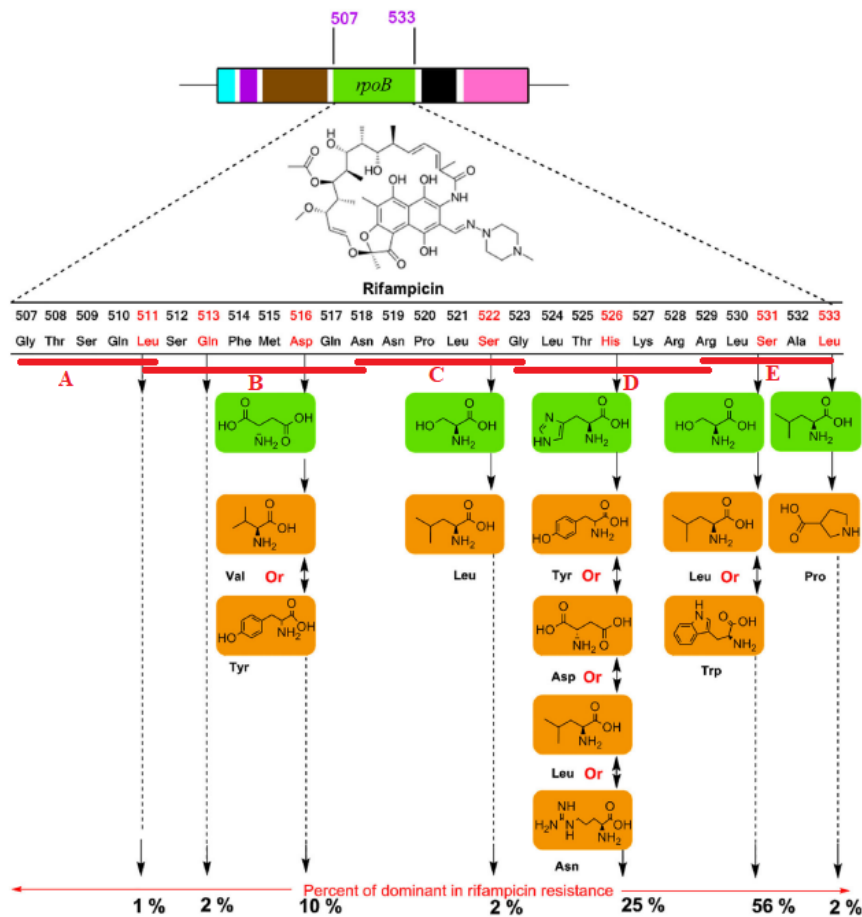 507 533
rpoB
Rifampicin
507 508 509 510 511 512 513 514 515 516 517 518 519 520 521 522 523 524 525 526 527 528 529 530 531 532 533
Gly Thr Ser Gln Leu Ser Gln Phe Met Asp Gln Asn Asn Pro Leu Ser Gly Leu Thr His Lys Arg Arg Leu Ser Ala Leu
A B C D E
Val Or
Tyr
Leu
Tyr Or
Asp Or
Leu Or
Asn
Leu Or
Trp
Pro
Percent of dominant in rifampicin resistance
1 % 2 % 10 % 2 % 25 % 56 % 2 %